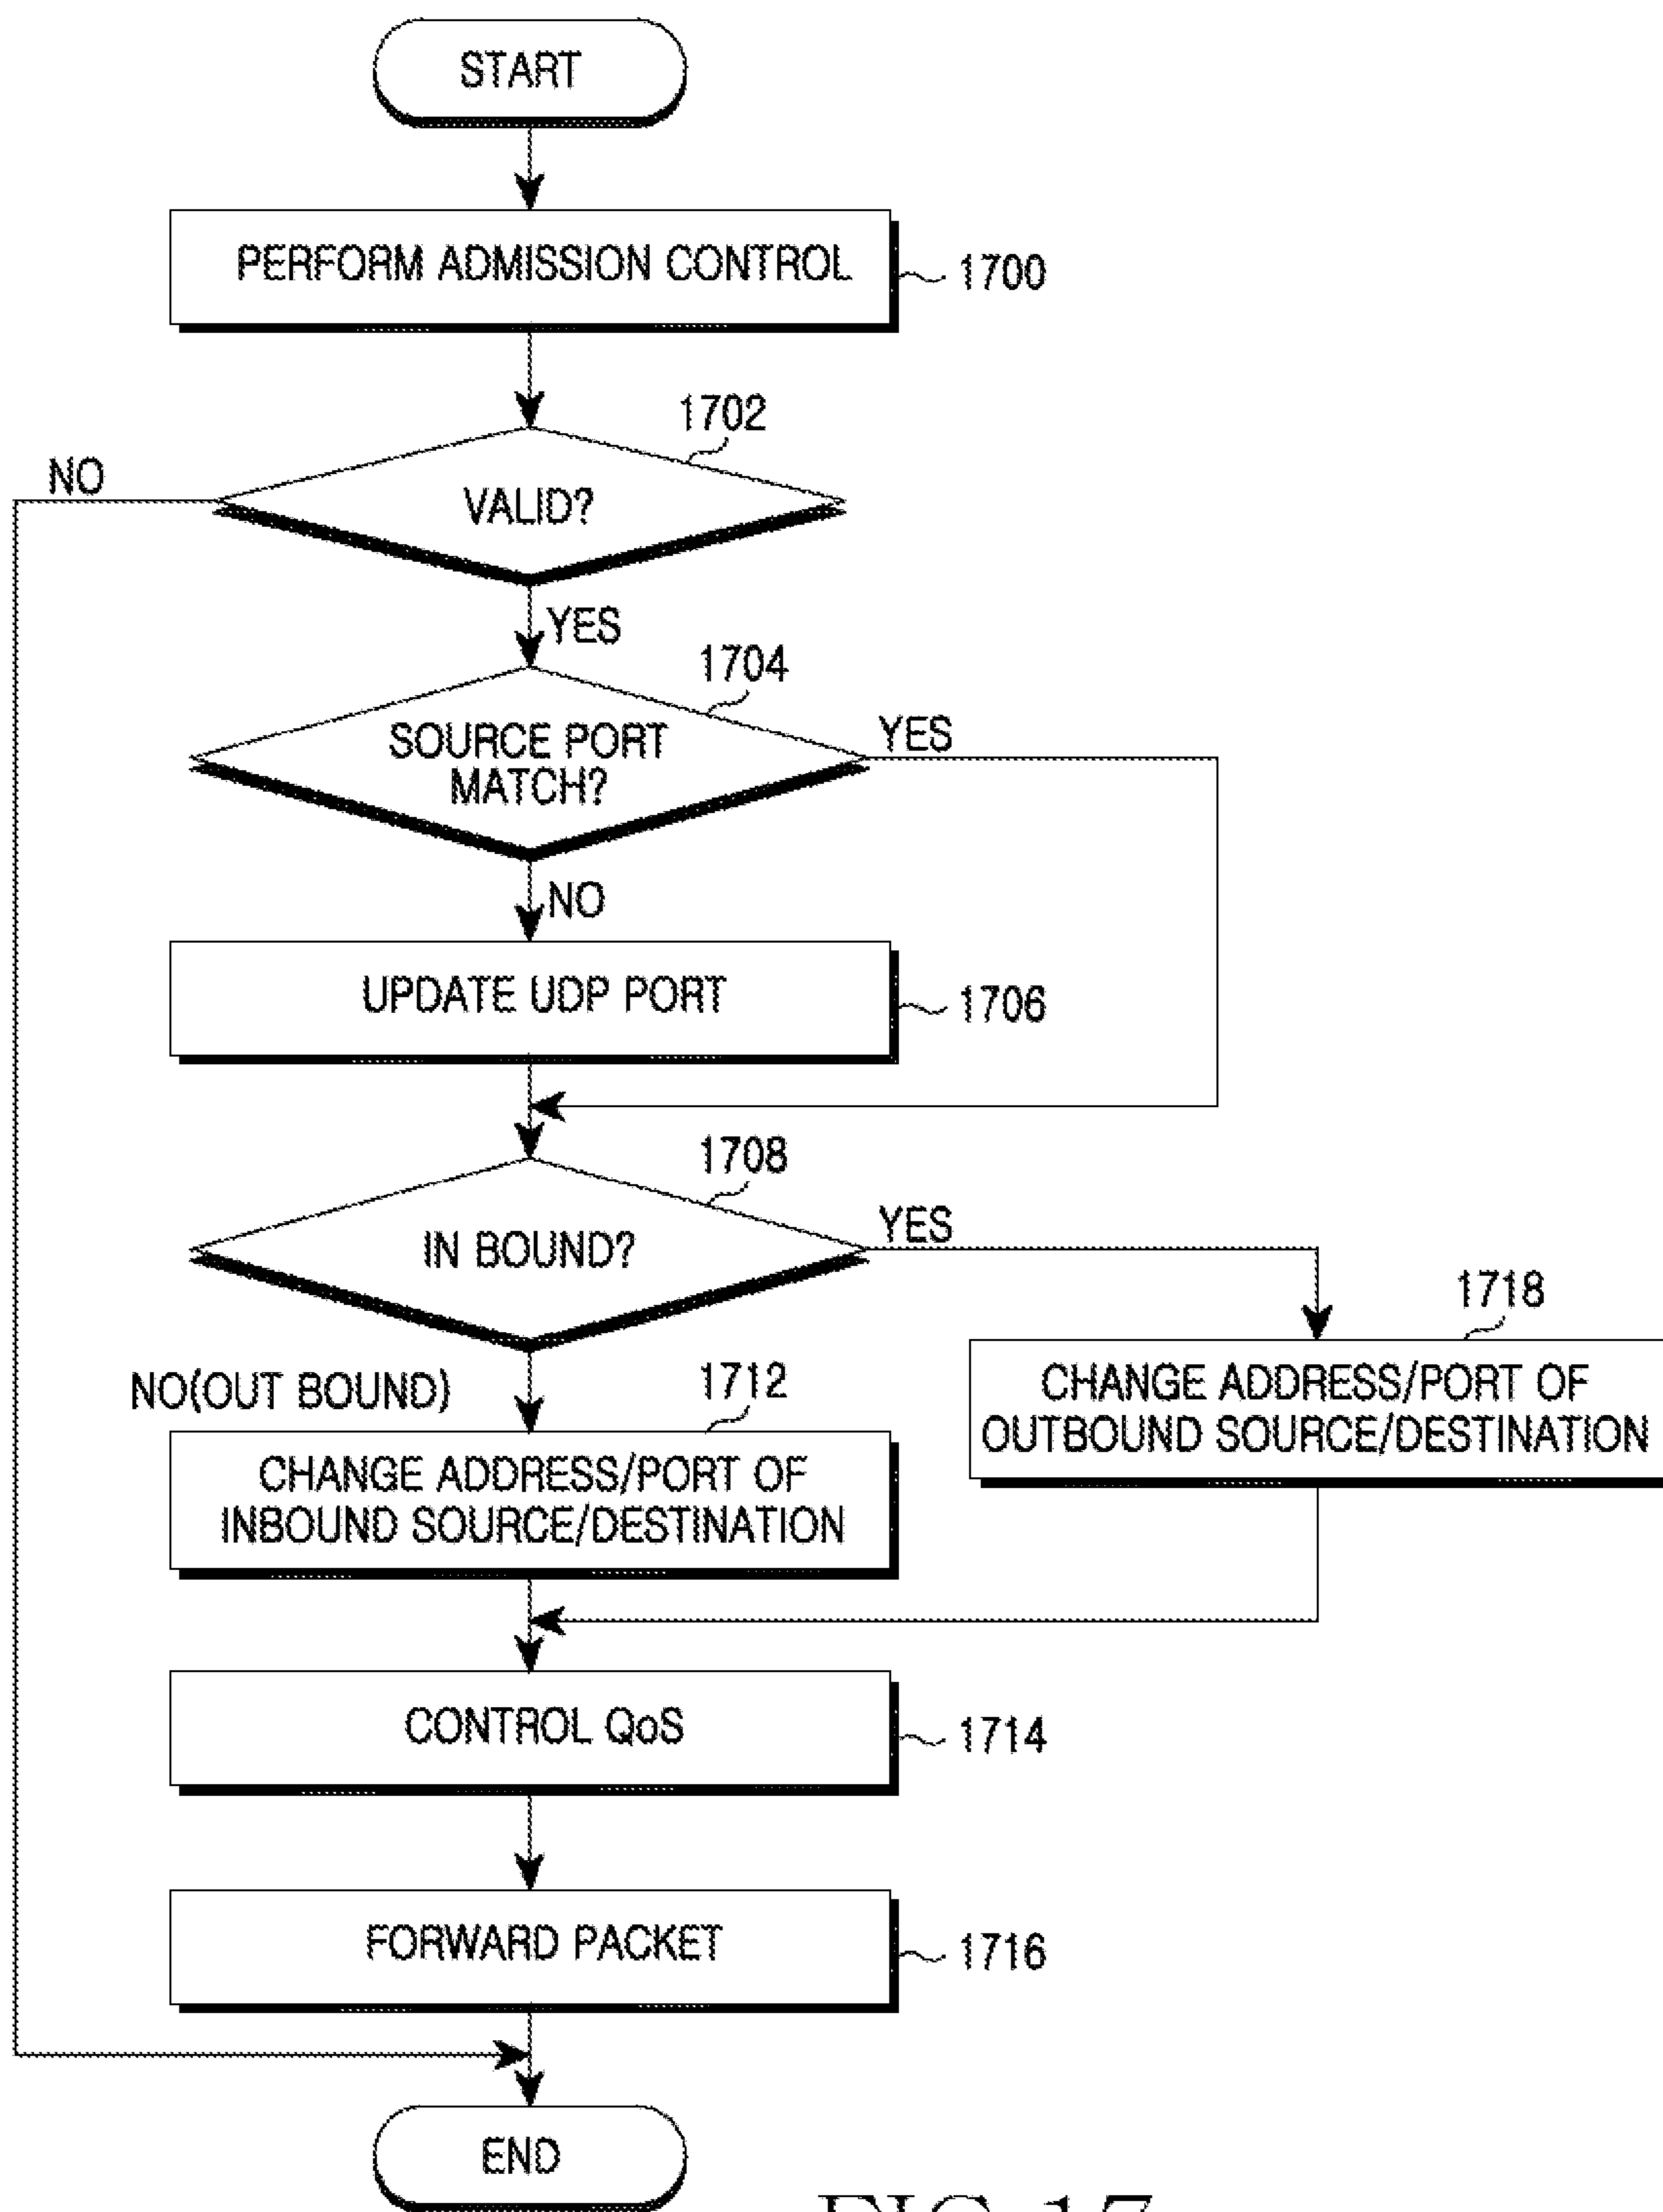 START
PERFORM ADMISSION CONTROL
1700
1702
NO
VALID?
YES
1704
SOURCE PORT
MATCH?
YES
NO
UPDATE UDP PORT
1706
1708
IN BOUND?
YES
1718
CHANGE ADDRESS/PORT OF
OUTBOUND SOURCE/DESTINATION
NO(OUT BOUND)
1712
CHANGE ADDRESS/PORT OF
INBOUND SOURCE/DESTINATION
CONTROL QoS
1714
FORWARD PACKET
1716
END
FIG.17